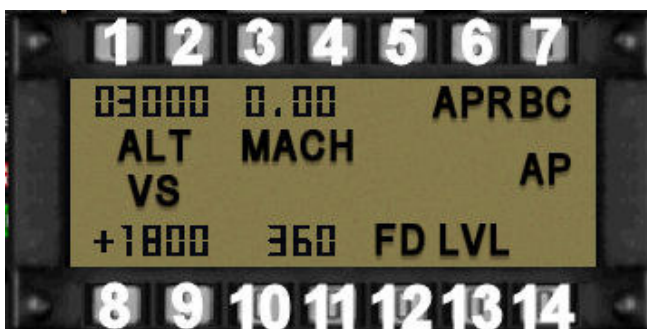 1 2 3 4 5 6 7
03000 0.00 APR BC
ALT MACH AP
VS
+1800 360 FD LVL
8 9 10 11 12 13 14